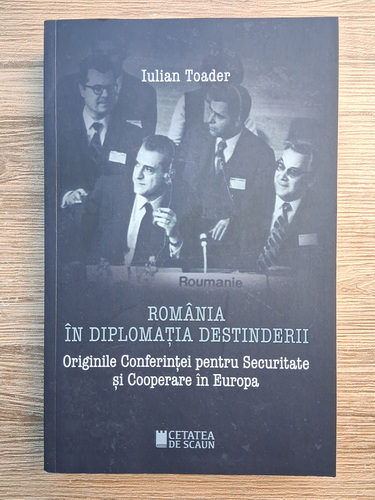 Iulian Toader
Roumanie
ROMÂNIA
ÎN DIPLOMAȚIA DESTINDERII
Originile Conferinței pentru Securitate
și Cooperare în Europa
CETATEA
DE SCAUN